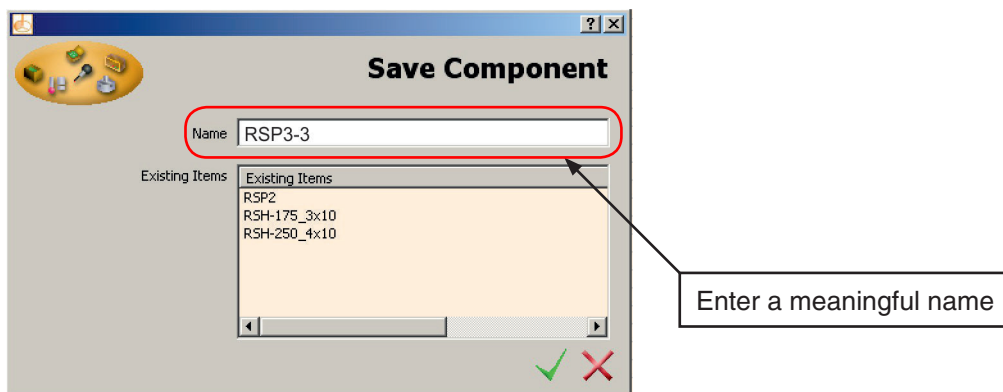 Save Component
Name RSP3-3
Existing Items
Existing Items
RSP2
RSH-175_3x10
RSH-250_4x10
Enter a meaningful name